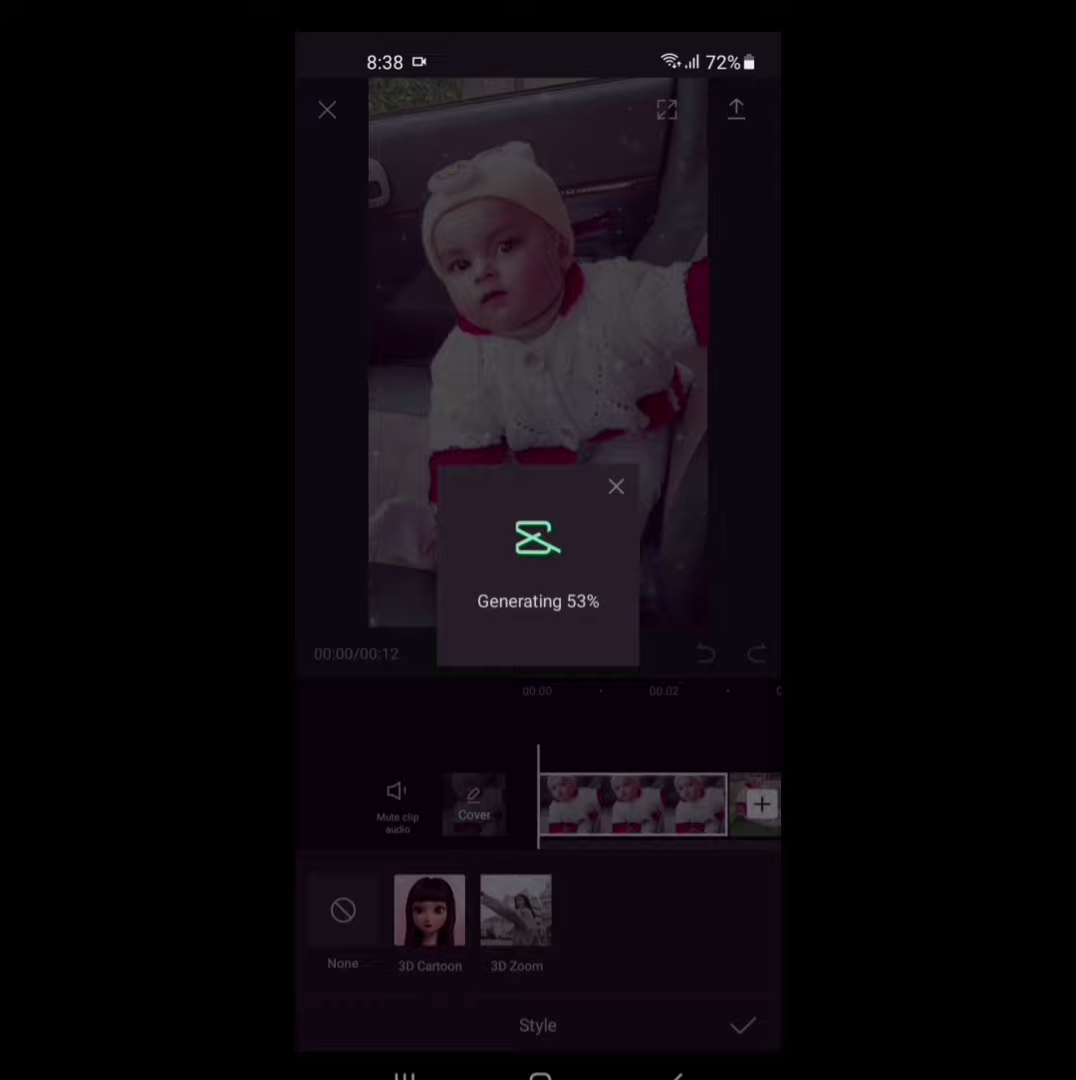 8:38 72%
Generating 53%
00:00/00:12
00:00 00:02
Mute clip
audio
Cover
None 3D Cartoon 3D Zoom
Style